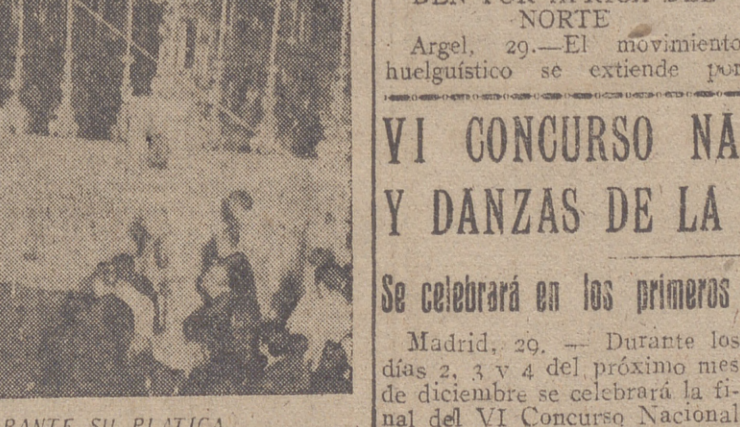 RANTE SU PLATICA
NORTE
Argel, 29.—El movimiento
huelguístico se extiende por
VI CONCURSO NA
Y DANZAS DE LA
Se celebrará en los primeros
Madrid, 29. — Durante los
días 2, 3 y 4 del próximo mes
de diciembre se celebrará la fi-
nal del VI Concurso Nacional